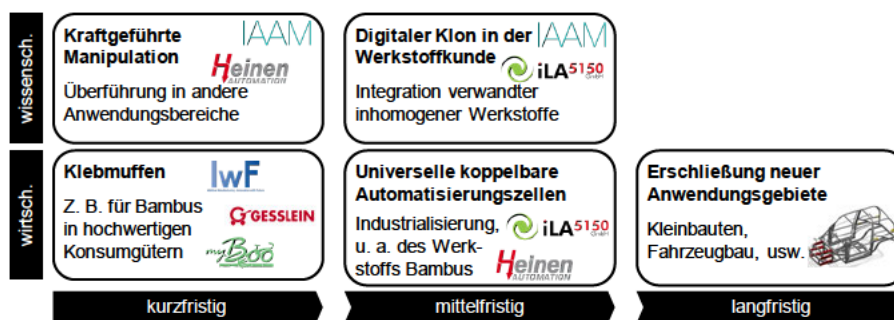 wissensch.
Kraftgeführte
Manipulation
IAAM
Heinen
AUTOMATION
Überführung in andere
Anwendungsbereiche
Digitaler Klon in der
Werkstoffkunde
IAAM
iLA5150
GmbH
Integration verwandter
inhomogener Werkstoffe
wirtsch.
Klebmuffen
IwF
Z. B. für Bambus
in hochwertigen
Konsumgütern
GESSLEIN
myBoo
Universelle koppelbare
Automatisierungszellen
Industrialisierung,
u. a. des Werk-
stoffs Bambus
iLA5150
GmbH
Heinen
AUTOMATION
Erschließung neuer
Anwendungsgebiete
Kleinbauten,
Fahrzeugbau, usw.
kurzfristig
mittelfristig
langfristig